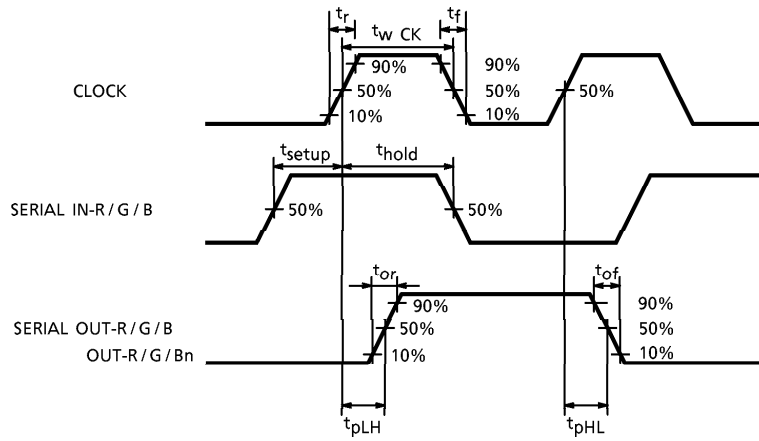 tr
tw CK
tf
CLOCK
90%
50%
10%
90%
50%
10%
50%
tsetup
thold
SERIAL IN-R / G / B
50%
50%
tor
tof
SERIAL OUT-R / G / B
OUT-R / G / Bn
90%
50%
10%
90%
50%
10%
tpLH
tpHL